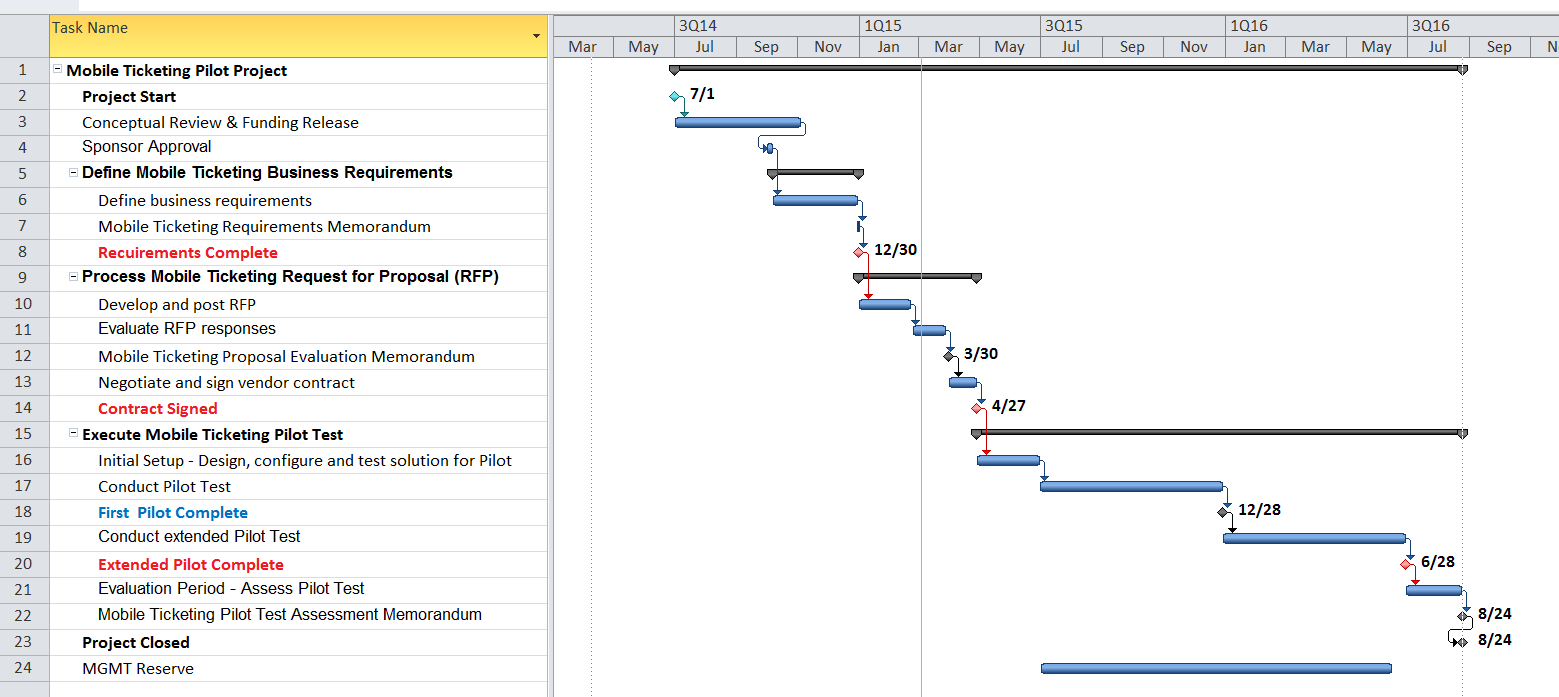 Task Name
3Q14 1Q15 3Q15 1Q16 3Q16
Mar May Jul Sep Nov Jan Mar May Jul Sep Nov Jan Mar May Jul Sep N
1 Mobile Ticketing Pilot Project
2 Project Start 7/1
3 Conceptual Review & Funding Release
4 Sponsor Approval
5 Define Mobile Ticketing Business Requirements
6 Define business requirements
7 Mobile Ticketing Requirements Memorandum
8 Recuirements Complete 12/30
9 Process Mobile Ticketing Request for Proposal (RFP)
10 Develop and post RFP
11 Evaluate RFP responses
12 Mobile Ticketing Proposal Evaluation Memorandum 3/30
13 Negotiate and sign vendor contract
14 Contract Signed 4/27
15 Execute Mobile Ticketing Pilot Test
16 Initial Setup - Design, configure and test solution for Pilot
17 Conduct Pilot Test
18 First Pilot Complete 12/28
19 Conduct extended Pilot Test
20 Extended Pilot Complete 6/28
21 Evaluation Period - Assess Pilot Test
22 Mobile Ticketing Pilot Test Assessment Memorandum 8/24
23 Project Closed 8/24
24 MGMT Reserve